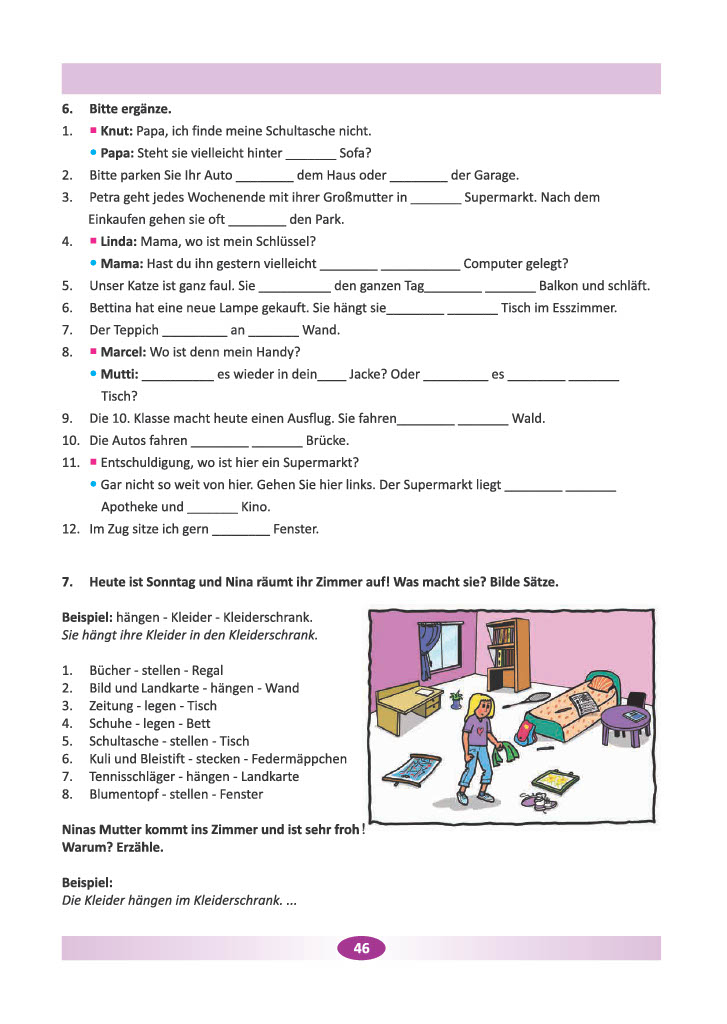 6. Bitte ergänze.
1. ■ Knut: Papa, ich finde meine Schultasche nicht.
• Papa: Steht sie vielleicht hinter _______ Sofa?
2. Bitte parken Sie Ihr Auto ________ dem Haus oder ________ der Garage.
3. Petra geht jedes Wochenende mit ihrer Großmutter in _______ Supermarkt. Nach dem
Einkaufen gehen sie oft ________ den Park.
4. ■ Linda: Mama, wo ist mein Schlüssel?
• Mama: Hast du ihn gestern vielleicht ________ ___________ Computer gelegt?
5. Unser Katze ist ganz faul. Sie __________ den ganzen Tag________ _______ Balkon und schläft.
6. Bettina hat eine neue Lampe gekauft. Sie hängt sie________ _______ Tisch im Esszimmer.
7. Der Teppich _________ an _______ Wand.
8. ■ Marcel: Wo ist denn mein Handy?
• Mutti: __________ es wieder in dein____ Jacke? Oder _________ es ________ _______
Tisch?
9. Die 10. Klasse macht heute einen Ausflug. Sie fahren________ _______ Wald.
10. Die Autos fahren ________ _______ Brücke.
11. ■ Entschuldigung, wo ist hier ein Supermarkt?
• Gar nicht so weit von hier. Gehen Sie hier links. Der Supermarkt liegt ________ _______
Apotheke und _______ Kino.
12. Im Zug sitze ich gern ________ Fenster.
7. Heute ist Sonntag und Nina räumt ihr Zimmer auf! Was macht sie? Bilde Sätze.
Beispiel: hängen - Kleider - Kleiderschrank.
Sie hängt ihre Kleider in den Kleiderschrank.
1. Bücher - stellen - Regal
2. Bild und Landkarte - hängen - Wand
3. Zeitung - legen - Tisch
4. Schuhe - legen - Bett
5. Schultasche - stellen - Tisch
6. Kuli und Bleistift - stecken - Federmäppchen
7. Tennisschläger - hängen - Landkarte
8. Blumentopf - stellen - Fenster
Ninas Mutter kommt ins Zimmer und ist sehr froh!
Warum? Erzähle.
Beispiel:
Die Kleider hängen im Kleiderschrank. ...
46